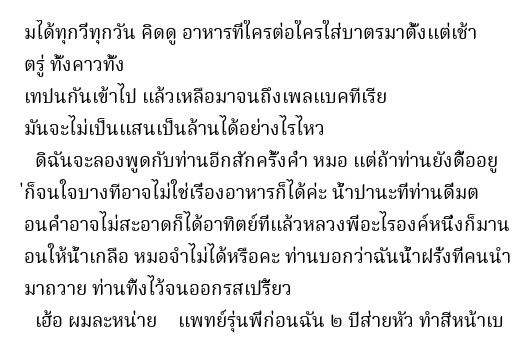 มได้ทุกวีทุกวัน คิดดู อาหารที่ใครต่อใครใส่บาตรมาตั้งแต่เช้า
ตรู่ ทั้งคาวทั้ง
เทปนกันเข้าไป แล้วเหลือมาจนถึงเพลแบคทีเรีย
มันจะไม่เป็นแสนเป็นล้านได้อย่างไรไหว
ดิฉันจะลองพูดกับท่านอีกสักครั้งค่ำ หมอ แต่ถ้าท่านยังดื้ออยู
่ก็จนใจบางทีอาจไม่ใช่เรื่องอาหารก็ได้ค่ะ น้ำปานะที่ท่านดื่มต
อนค่ำอาจไม่สะอาดก็ได้อาทิตย์ที่แล้วหลวงพี่อะไรองค์หนึ่งก็มาน
อนให้น้ำเกลือ หมอจำไม่ได้หรือคะ ท่านบอกว่าฉันน้ำฝรั่งที่คนนำ
มาถวาย ท่านทิ้งไว้จนออกรสเปรี้ยว
เฮ้อ ผมละหน่าย แพทย์รุ่นพี่ก่อนฉัน ๒ ปีส่ายหัว ทำสีหน้าเบ